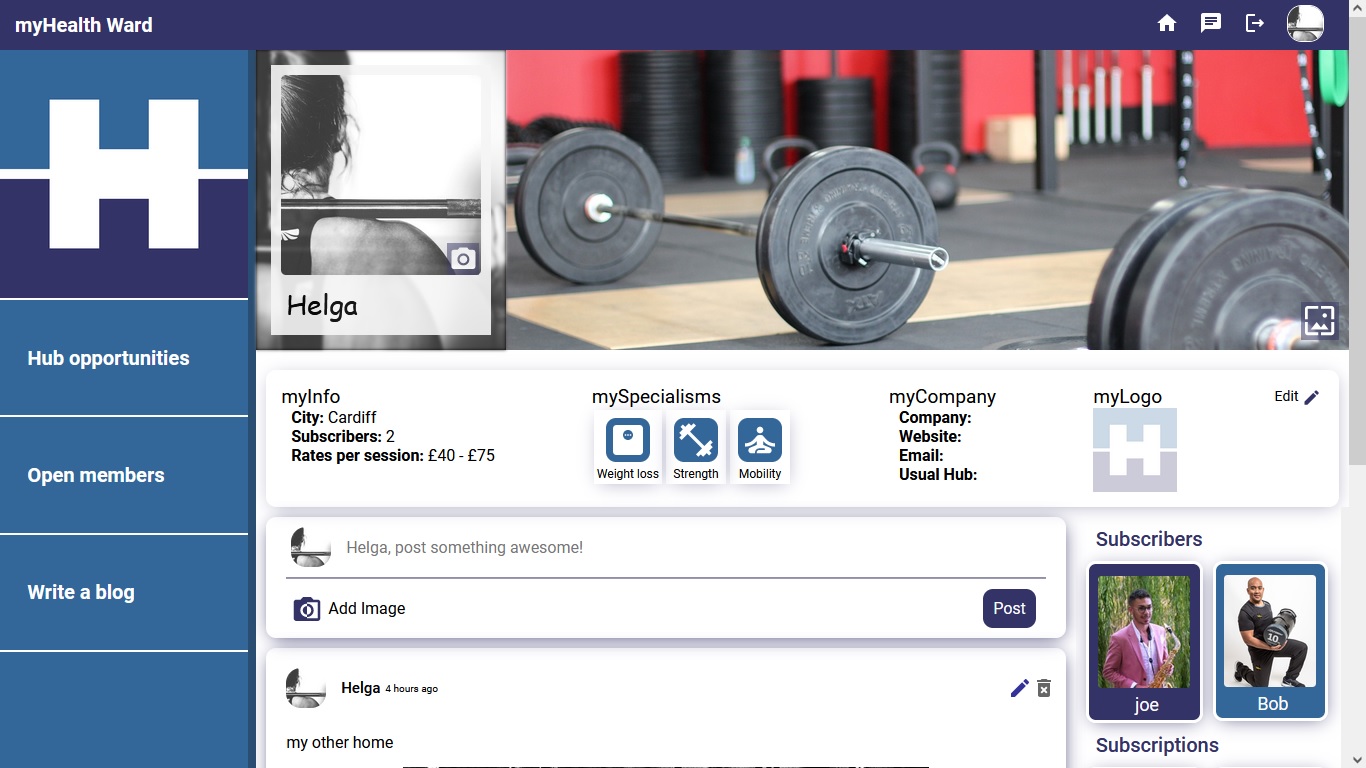 myHealth Ward
Helga
Hub opportunities
Open members
Write a blog
myInfo
City: Cardiff
Subscribers: 2
Rates per session: £40 - £75
mySpecialisms
Weight loss
Strength
Mobility
myCompany
Company:
Website:
Email:
Usual Hub:
myLogo
Edit
Helga, post something awesome!
Add Image
Post
Helga 4 hours ago
my other home
Subscribers
10
joe
Bob
Subscriptions